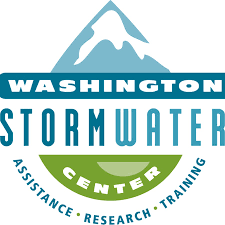 WASHINGTON
STORMWATER
CENTER
ASSISTANCE • RESEARCH • TRAINING